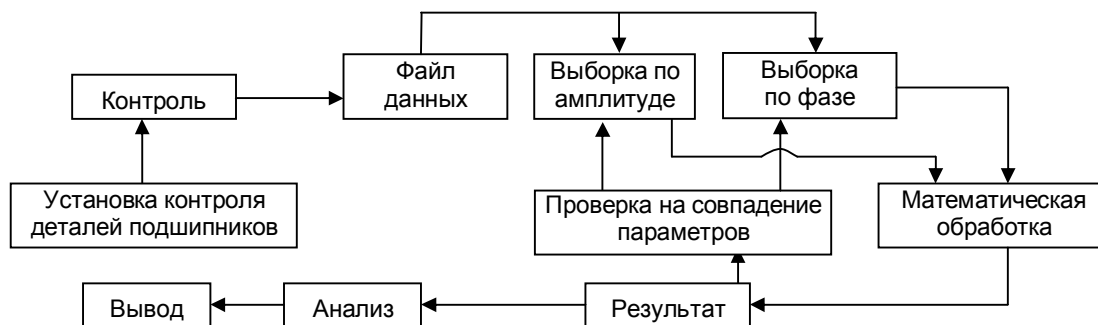 Контроль
Файл
данных
Выборка по
амплитуде
Выборка
по фазе
Установка контроля
деталей подшипников
Проверка на совпадение
параметров
Математическая
обработка
Вывод
Анализ
Результат